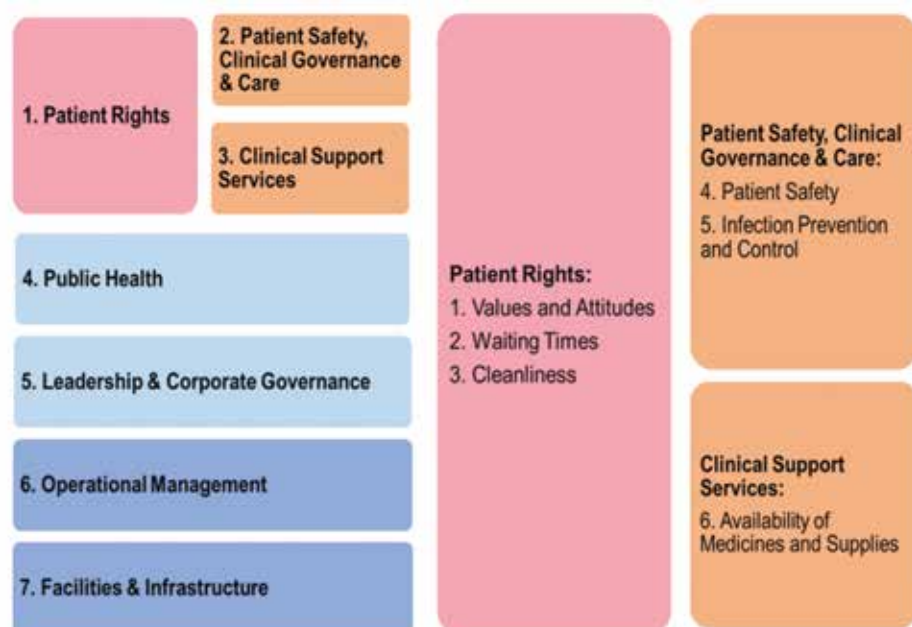 1. Patient Rights
2. Patient Safety,
Clinical Governance
& Care
3. Clinical Support
Services
4. Public Health
5. Leadership & Corporate Governance
6. Operational Management
7. Facilities & Infrastructure
Patient Rights:
1. Values and Attitudes
2. Waiting Times
3. Cleanliness
Patient Safety, Clinical
Governance & Care:
4. Patient Safety
5. Infection Prevention
and Control
Clinical Support
Services:
6. Availability of
Medicines and Supplies